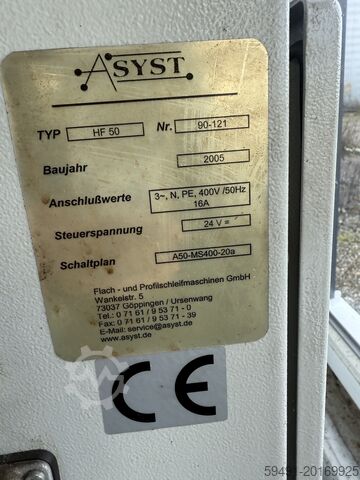 ASYST
TYP HF 50 Nr. 90-121
Baujahr 2005
Anschlußwerte 3~, N, PE, 400V /50Hz
16A
Steuerspannung 24 V =
Schaltplan A50-MS400-20a
Flach - und Profilschleifmaschinen GmbH
Wankelstr. 5
73037 Göppingen / Ursenwang
Tel.: 0 71 61 / 9 53 71 - 0
Fax: 0 71 61 / 9 53 71 - 39
E-Mail: service@asyst.de
www.asyst.de
CE
59491-20169925